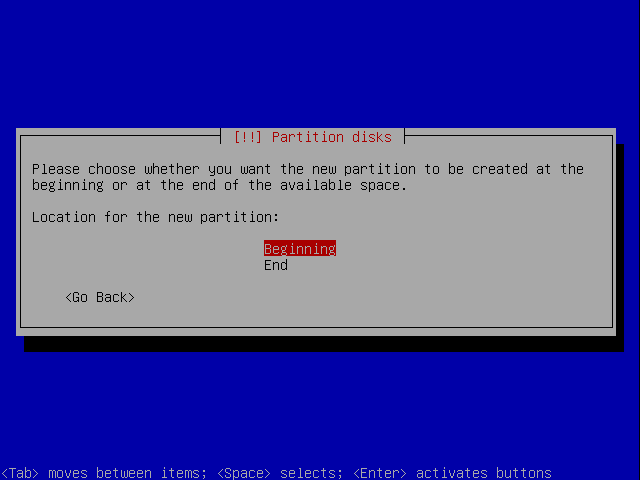 [!!] Partition disks
Please choose whether you want the new partition to be created at the
beginning or at the end of the available space.
Location for the new partition:
Beginning
End
<Go Back>
<Tab> moves between items; <Space> selects; <Enter> activates buttons